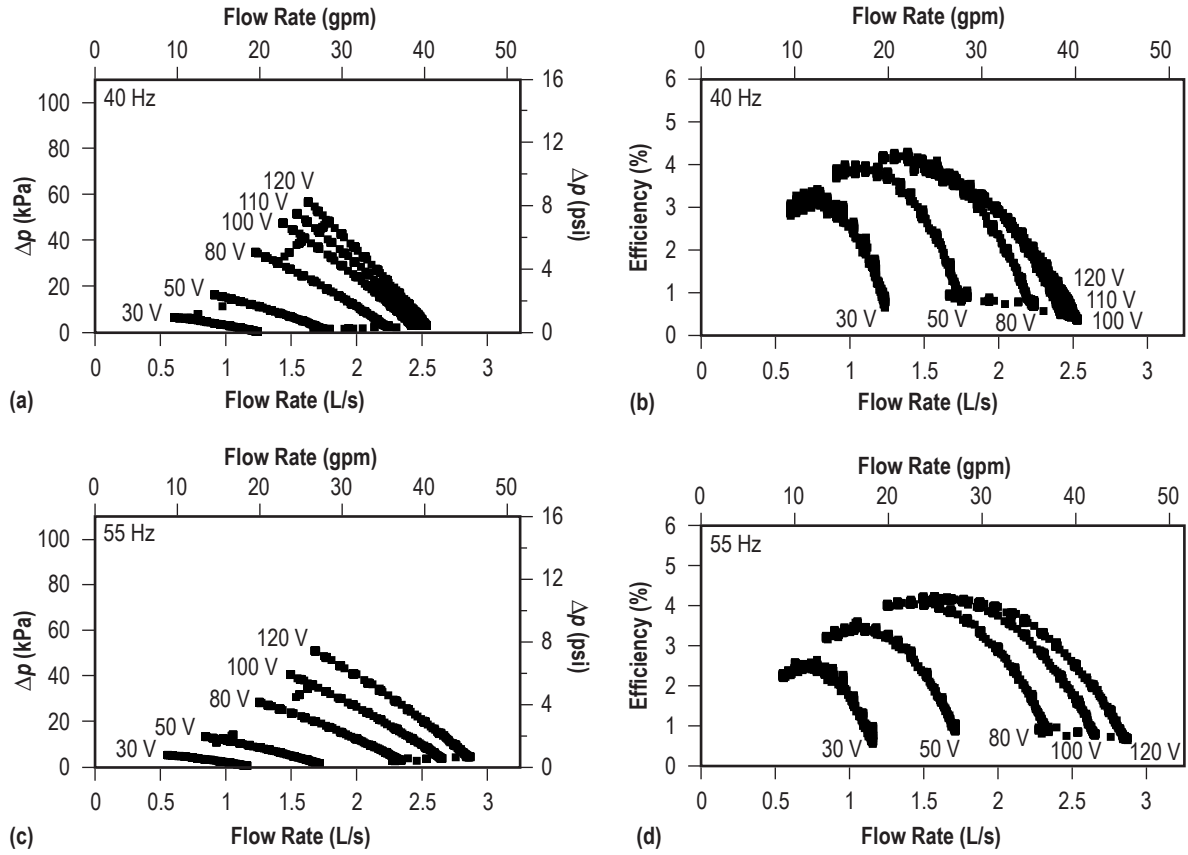 Flow Rate (gpm)
0 10 20 30 40 50
40 Hz
Δp (kPa)
100
80
60
40
20
0
Δp (psi)
16
12
8
4
0
120 V
110 V
100 V
80 V
50 V
30 V
0 0.5 1 1.5 2 2.5 3
(a)
Flow Rate (L/s)
Flow Rate (gpm)
0 10 20 30 40 50
40 Hz
Efficiency (%)
6
5
4
3
2
1
0
120 V
110 V
100 V
80 V
50 V
30 V
0 0.5 1 1.5 2 2.5 3
(b)
Flow Rate (L/s)
Flow Rate (gpm)
0 10 20 30 40 50
55 Hz
Δp (kPa)
100
80
60
40
20
0
Δp (psi)
16
12
8
4
0
120 V
100 V
80 V
50 V
30 V
0 0.5 1 1.5 2 2.5 3
(c)
Flow Rate (L/s)
Flow Rate (gpm)
0 10 20 30 40 50
55 Hz
Efficiency (%)
6
5
4
3
2
1
0
30 V 50 V 80 V 100 V 120 V
0 0.5 1 1.5 2 2.5 3
(d)
Flow Rate (L/s)